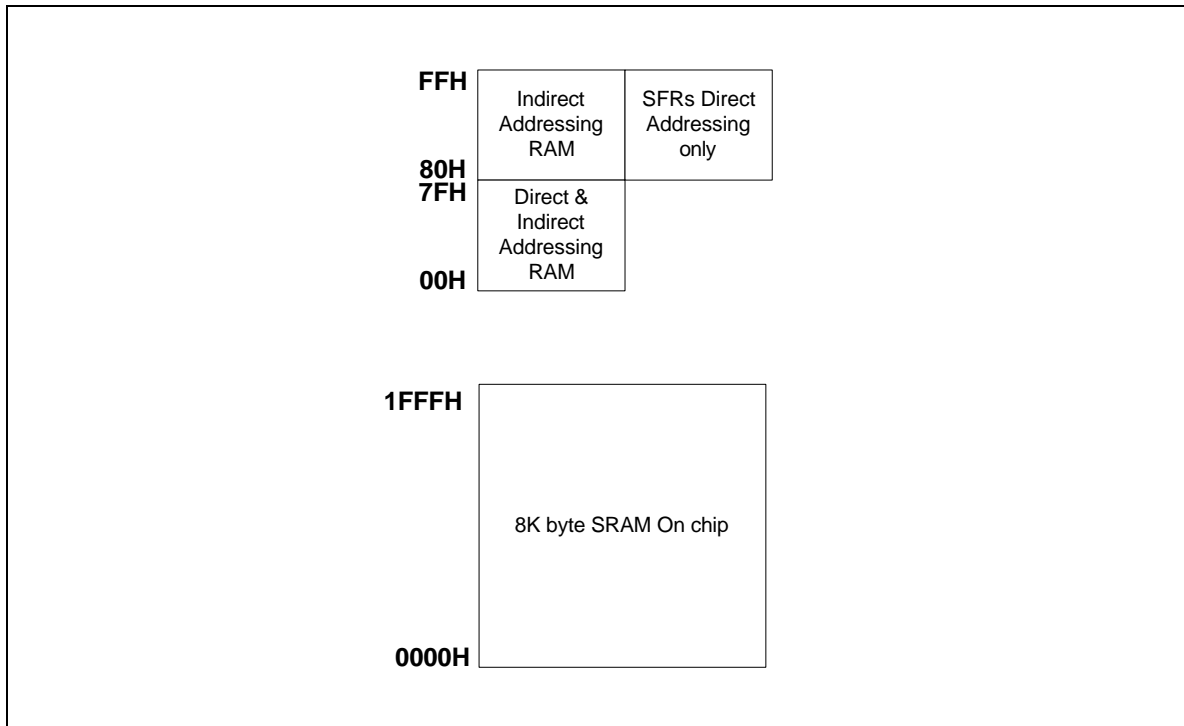 FFH
Indirect
Addressing
RAM
SFRs Direct
Addressing
only
80H
7FH
Direct &
Indirect
Addressing
RAM
00H
1FFFH
8K byte SRAM On chip
0000H